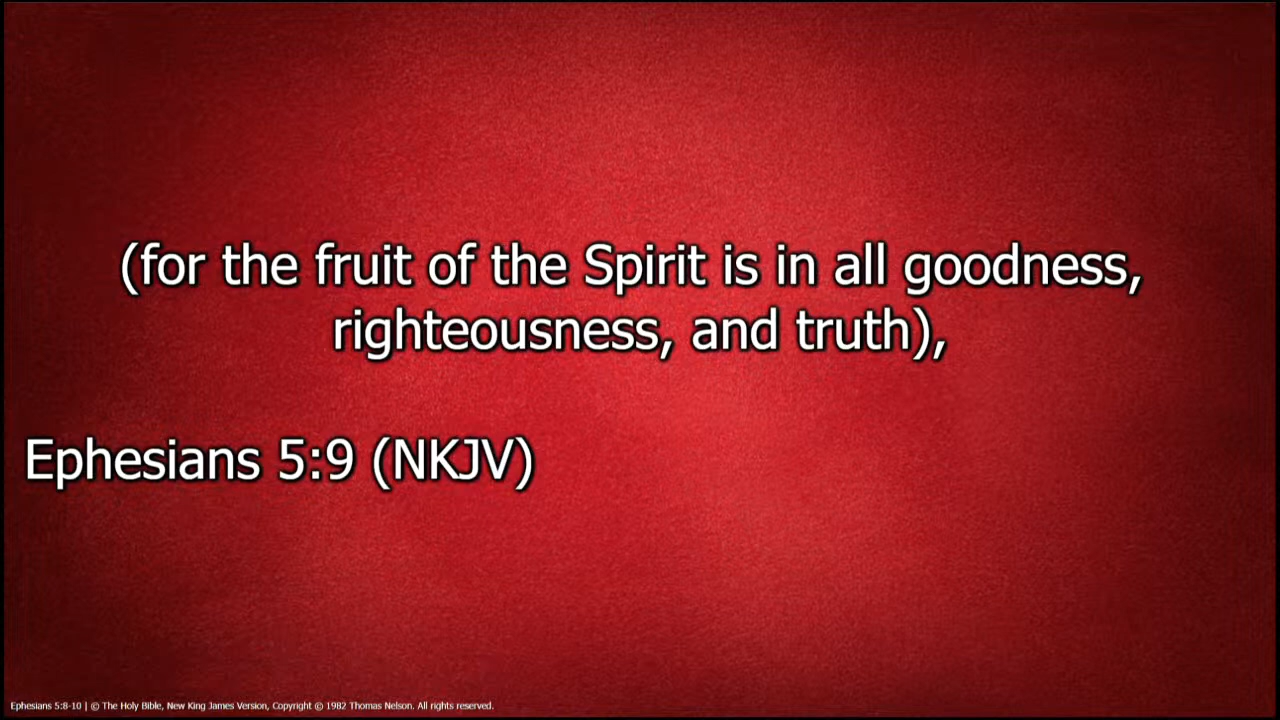 (for the fruit of the Spirit is in all goodness,
righteousness, and truth),
Ephesians 5:9 (NKJV)
Ephesians 5:8-10 | © The Holy Bible, New King James Version, Copyright © 1982 Thomas Nelson. All rights reserved.